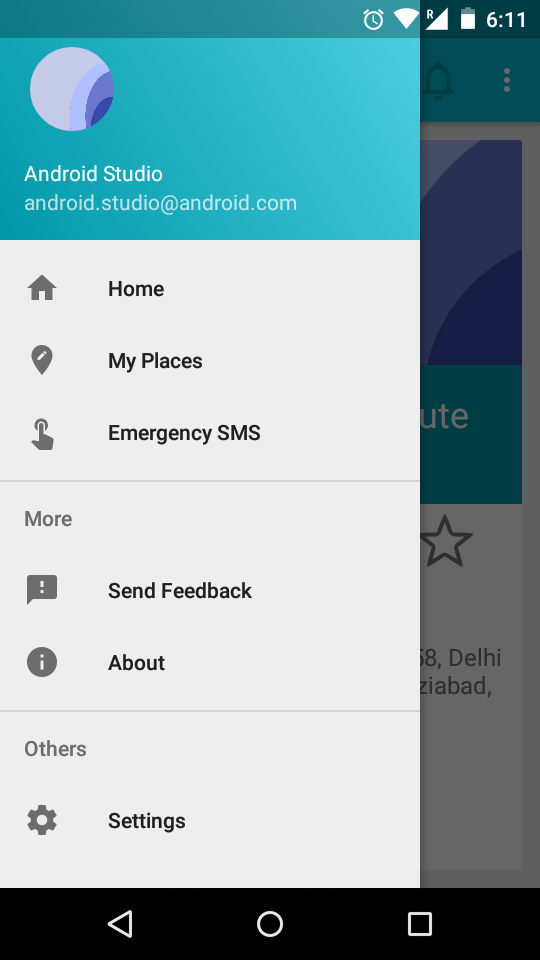 R 6:11
Android Studio
android.studio@android.com
Home
My Places
Emergency SMS
More
Send Feedback
About
Others
Settings
ute
58, Delhi
ziabad,